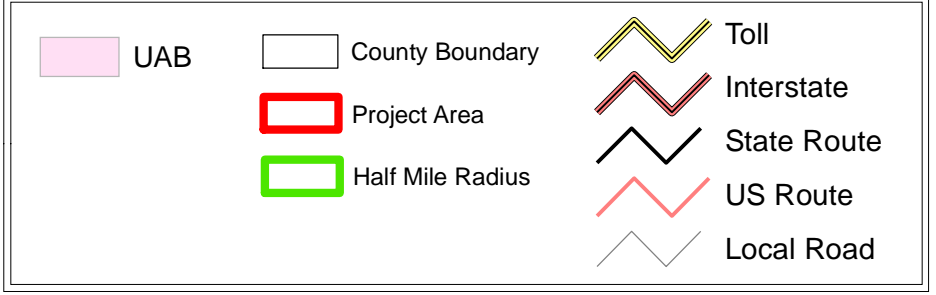 UAB
County Boundary
Project Area
Half Mile Radius
Toll
Interstate
State Route
US Route
Local Road